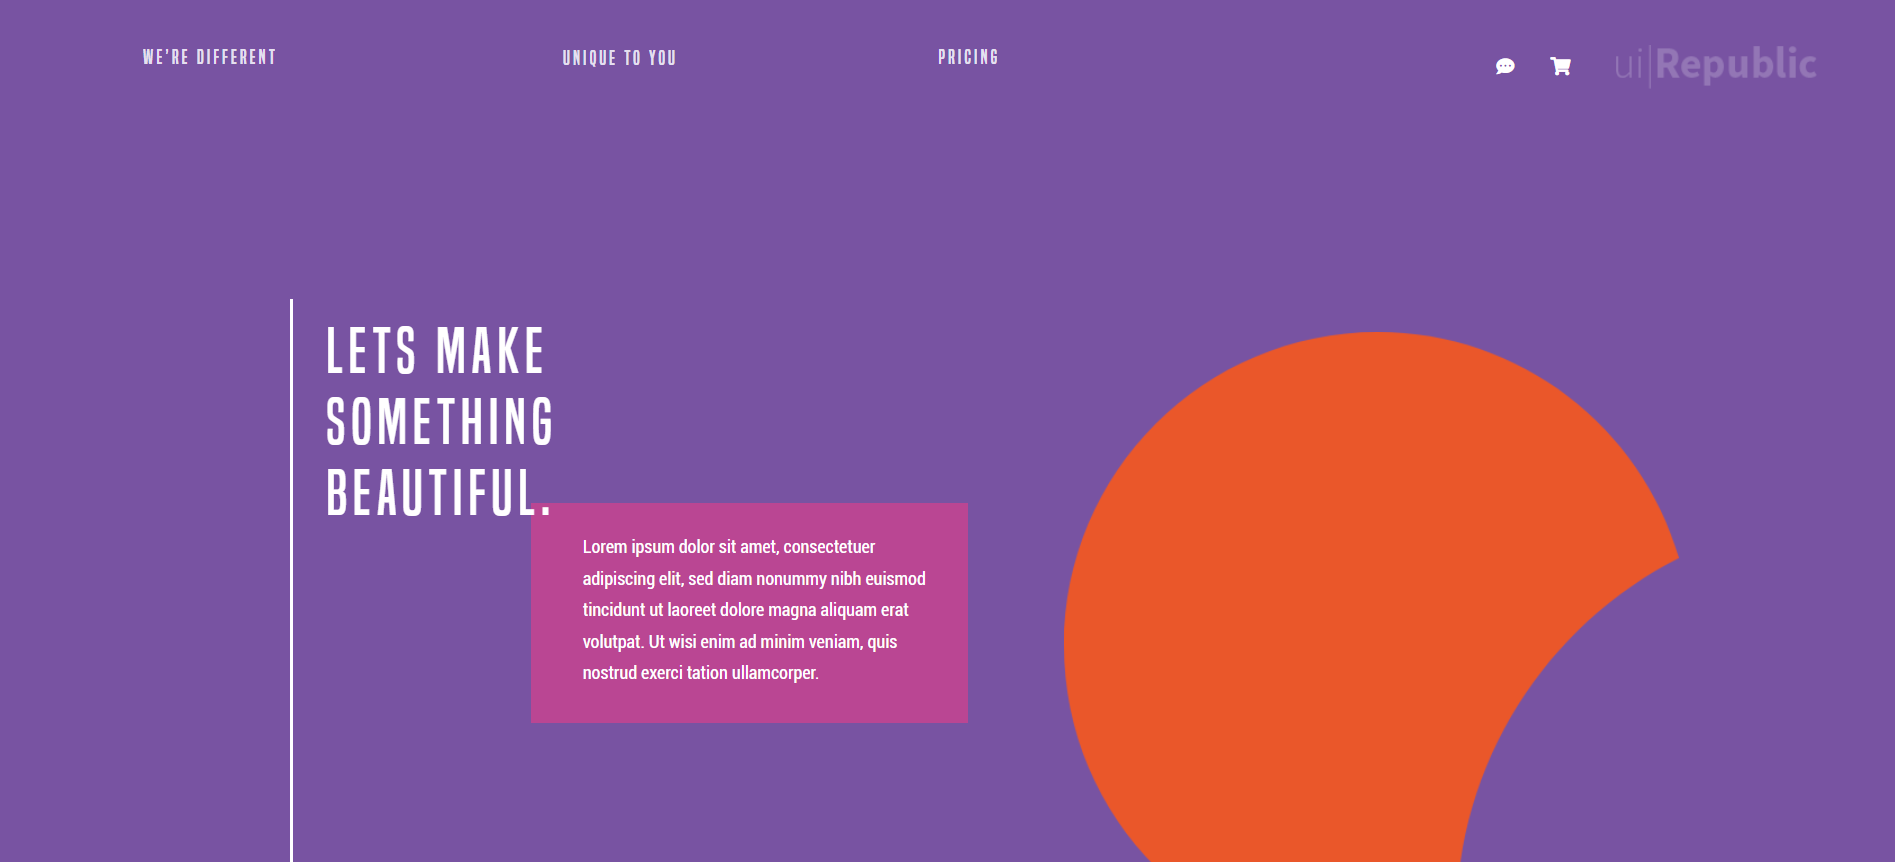 WE'RE DIFFERENT
UNIQUE TO YOU
PRICING
ui|Republic
LETS MAKE
SOMETHING
BEAUTIFUL.
Lorem ipsum dolor sit amet, consectetuer
adipiscing elit, sed diam nonummy nibh euismod
tincidunt ut laoreet dolore magna aliquam erat
volutpat. Ut wisi enim ad minim veniam, quis
nostrud exerci tation ullamcorper.